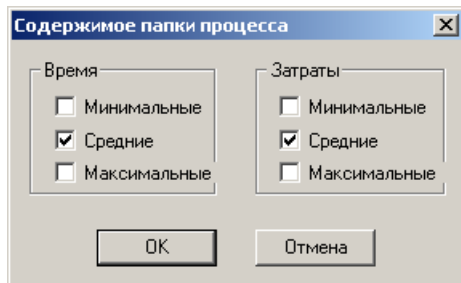 Содержимое папки процесса
Время
Минимальные
Средние
Максимальные
Затраты
Минимальные
Средние
Максимальные
OK
Отмена